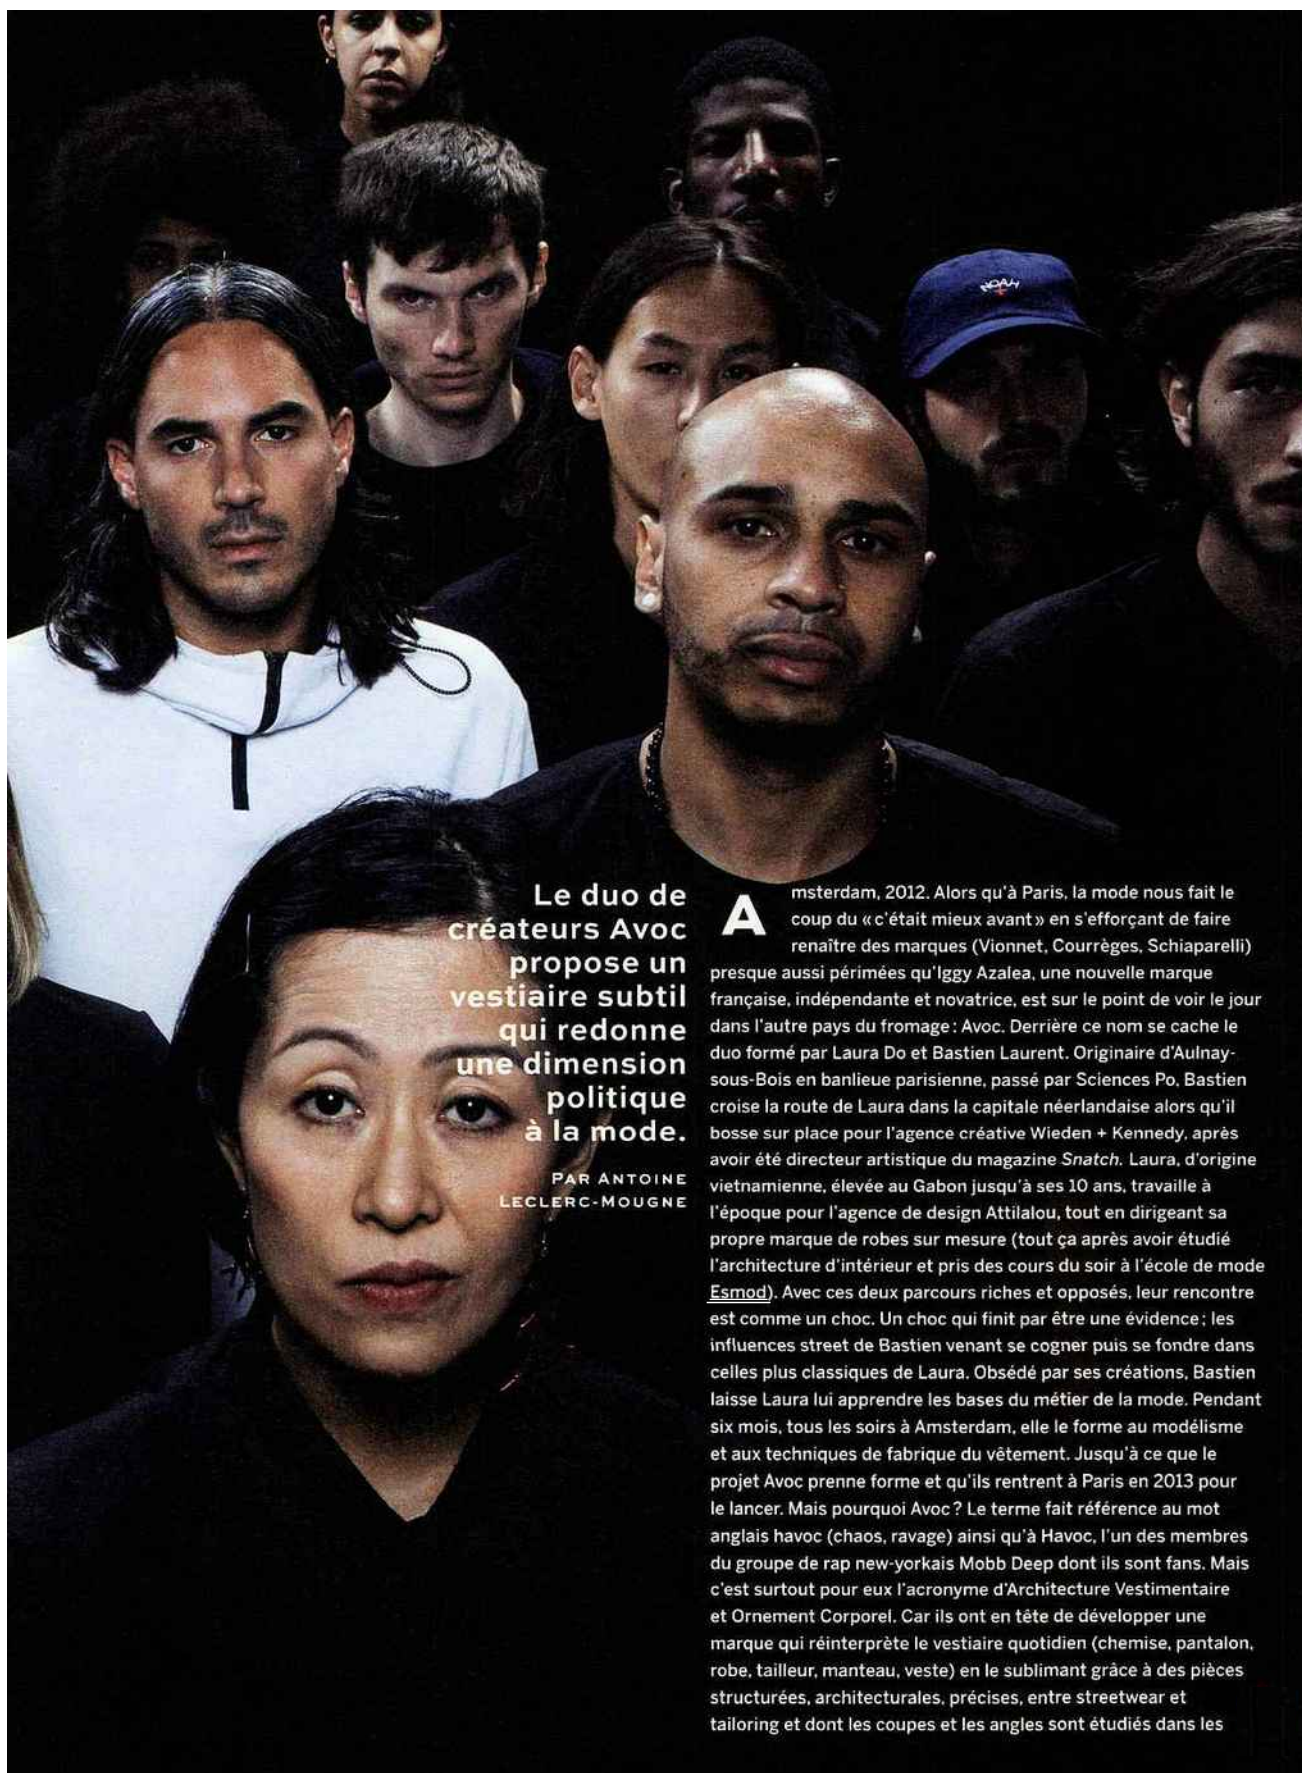 NOAH
Le duo de
créateurs Avoc
propose un
vestiaire subtil
qui redonne
une dimension
politique
à la mode.
PAR ANTOINE
LECLERC-MOUGNE
Amsterdam, 2012. Alors qu'à Paris, la mode nous fait le
coup du « c'était mieux avant » en s'efforçant de faire
renaître des marques (Vionnet, Courrèges, Schiaparelli)
presque aussi périmées qu'Iggy Azalea, une nouvelle marque
française, indépendante et novatrice, est sur le point de voir le jour
dans l'autre pays du fromage : Avoc. Derrière ce nom se cache le
duo formé par Laura Do et Bastien Laurent. Originaire d'Aulnay-
sous-Bois en banlieue parisienne, passé par Sciences Po, Bastien
croise la route de Laura dans la capitale néerlandaise alors qu'il
bosse sur place pour l'agence créative Wieden + Kennedy, après
avoir été directeur artistique du magazine Snatch. Laura, d'origine
vietnamienne, élevée au Gabon jusqu'à ses 10 ans, travaille à
l'époque pour l'agence de design Attilalou, tout en dirigeant sa
propre marque de robes sur mesure (tout ça après avoir étudié
l'architecture d'intérieur et pris des cours du soir à l'école de mode
Esmod). Avec ces deux parcours riches et opposés, leur rencontre
est comme un choc. Un choc qui finit par être une évidence ; les
influences street de Bastien venant se cogner puis se fondre dans
celles plus classiques de Laura. Obsédé par ses créations, Bastien
laisse Laura lui apprendre les bases du métier de la mode. Pendant
six mois, tous les soirs à Amsterdam, elle le forme au modélisme
et aux techniques de fabrique du vêtement. Jusqu'à ce que le
projet Avoc prenne forme et qu'ils rentrent à Paris en 2013 pour
le lancer. Mais pourquoi Avoc ? Le terme fait référence au mot
anglais havoc (chaos, ravage) ainsi qu'à Havoc, l'un des membres
du groupe de rap new-yorkais Mobb Deep dont ils sont fans. Mais
c'est surtout pour eux l'acronyme d'Architecture Vestimentaire
et Ornement Corporel. Car ils ont en tête de développer une
marque qui réinterprète le vestiaire quotidien (chemise, pantalon,
robe, tailleur, manteau, veste) en le sublimant grâce à des pièces
structurées, architecturales, précises, entre streetwear et
tailoring et dont les coupes et les angles sont étudiés dans les